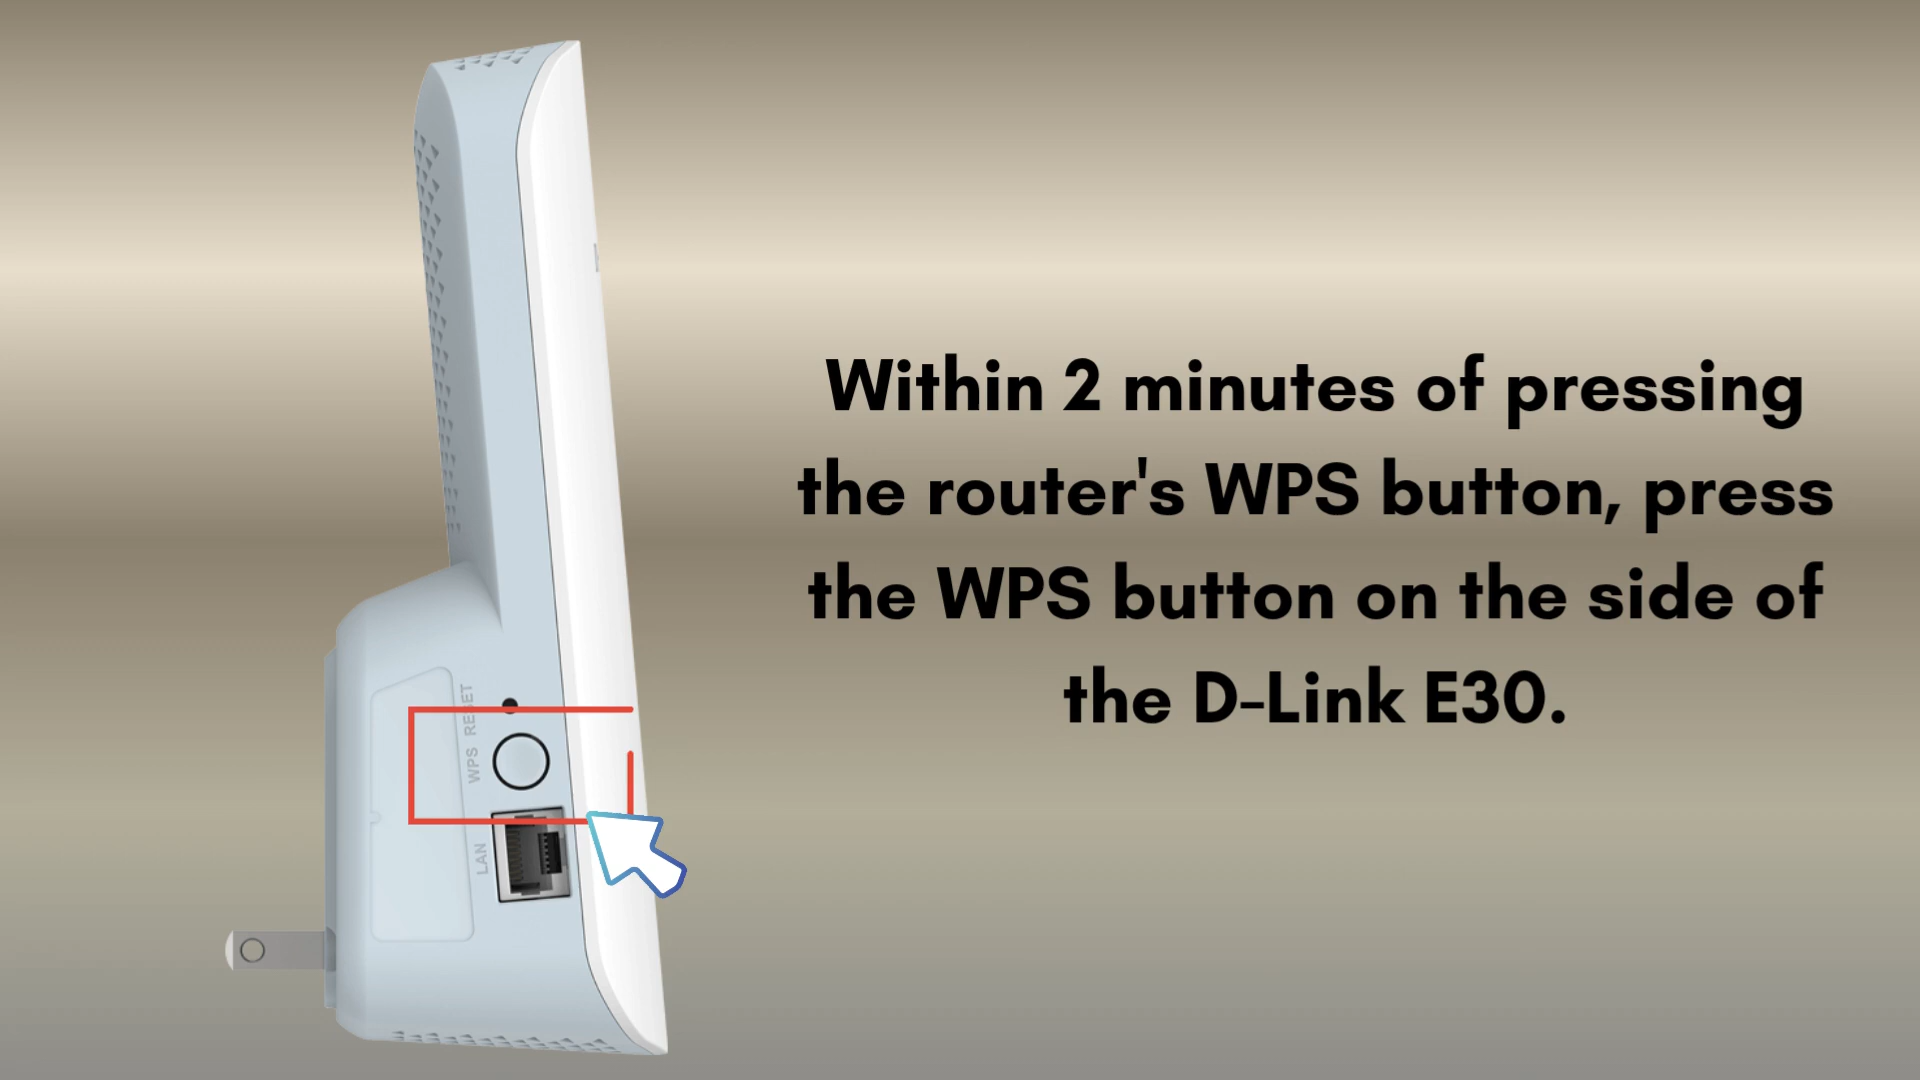 Within 2 minutes of pressing
the router's WPS button, press
the WPS button on the side of
the D-Link E30.
RESET
WPS
LAN